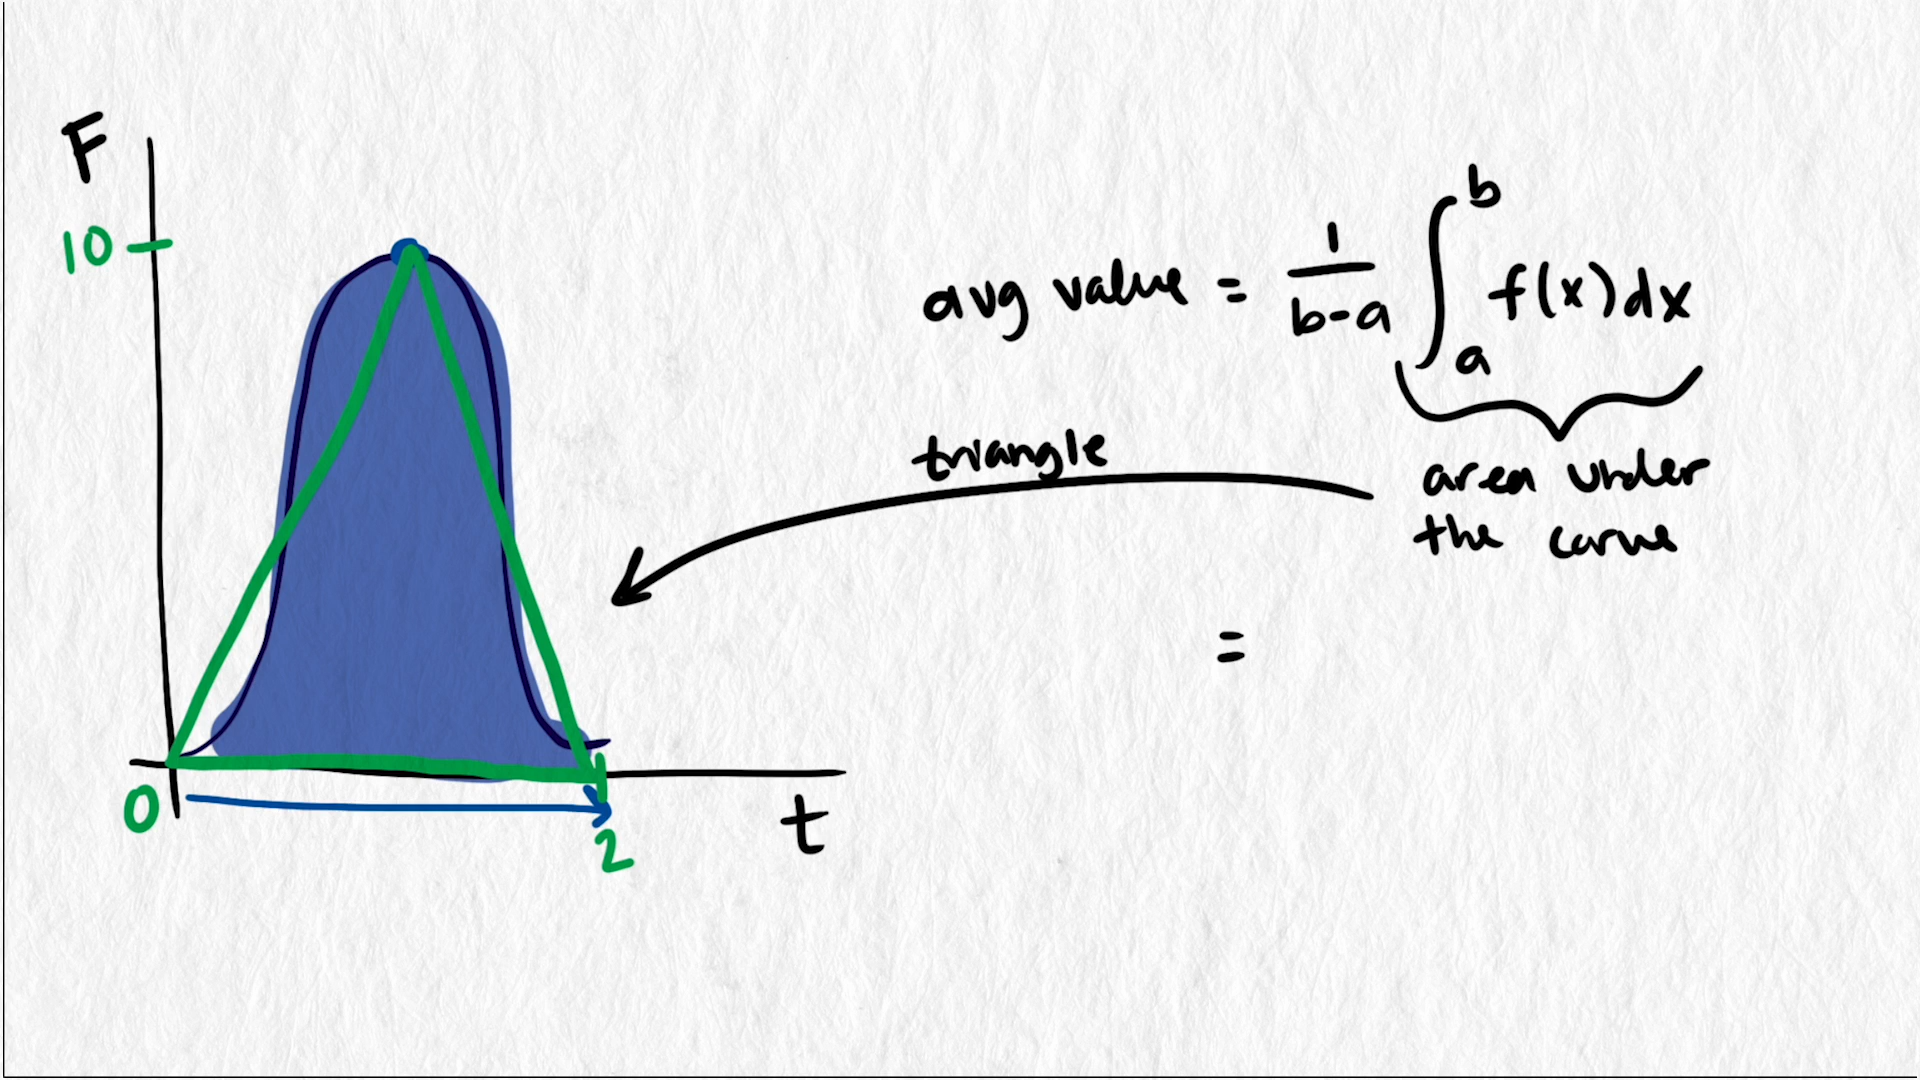 F
10
0
2
t
avg value = 1/(b-a) ∫_a^b f(x)dx
triangle
area under
the curve
=